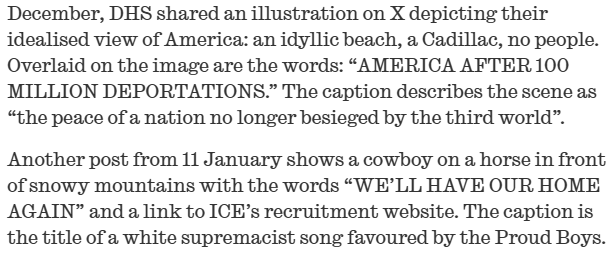 December, DHS shared an illustration on X depicting their
idealised view of America: an idyllic beach, a Cadillac, no people.
Overlaid on the image are the words: “AMERICA AFTER 100
MILLION DEPORTATIONS.” The caption describes the scene as
“the peace of a nation no longer besieged by the third world”.
Another post from 11 January shows a cowboy on a horse in front
of snowy mountains with the words “WE’LL HAVE OUR HOME
AGAIN” and a link to ICE’s recruitment website. The caption is
the title of a white supremacist song favoured by the Proud Boys.